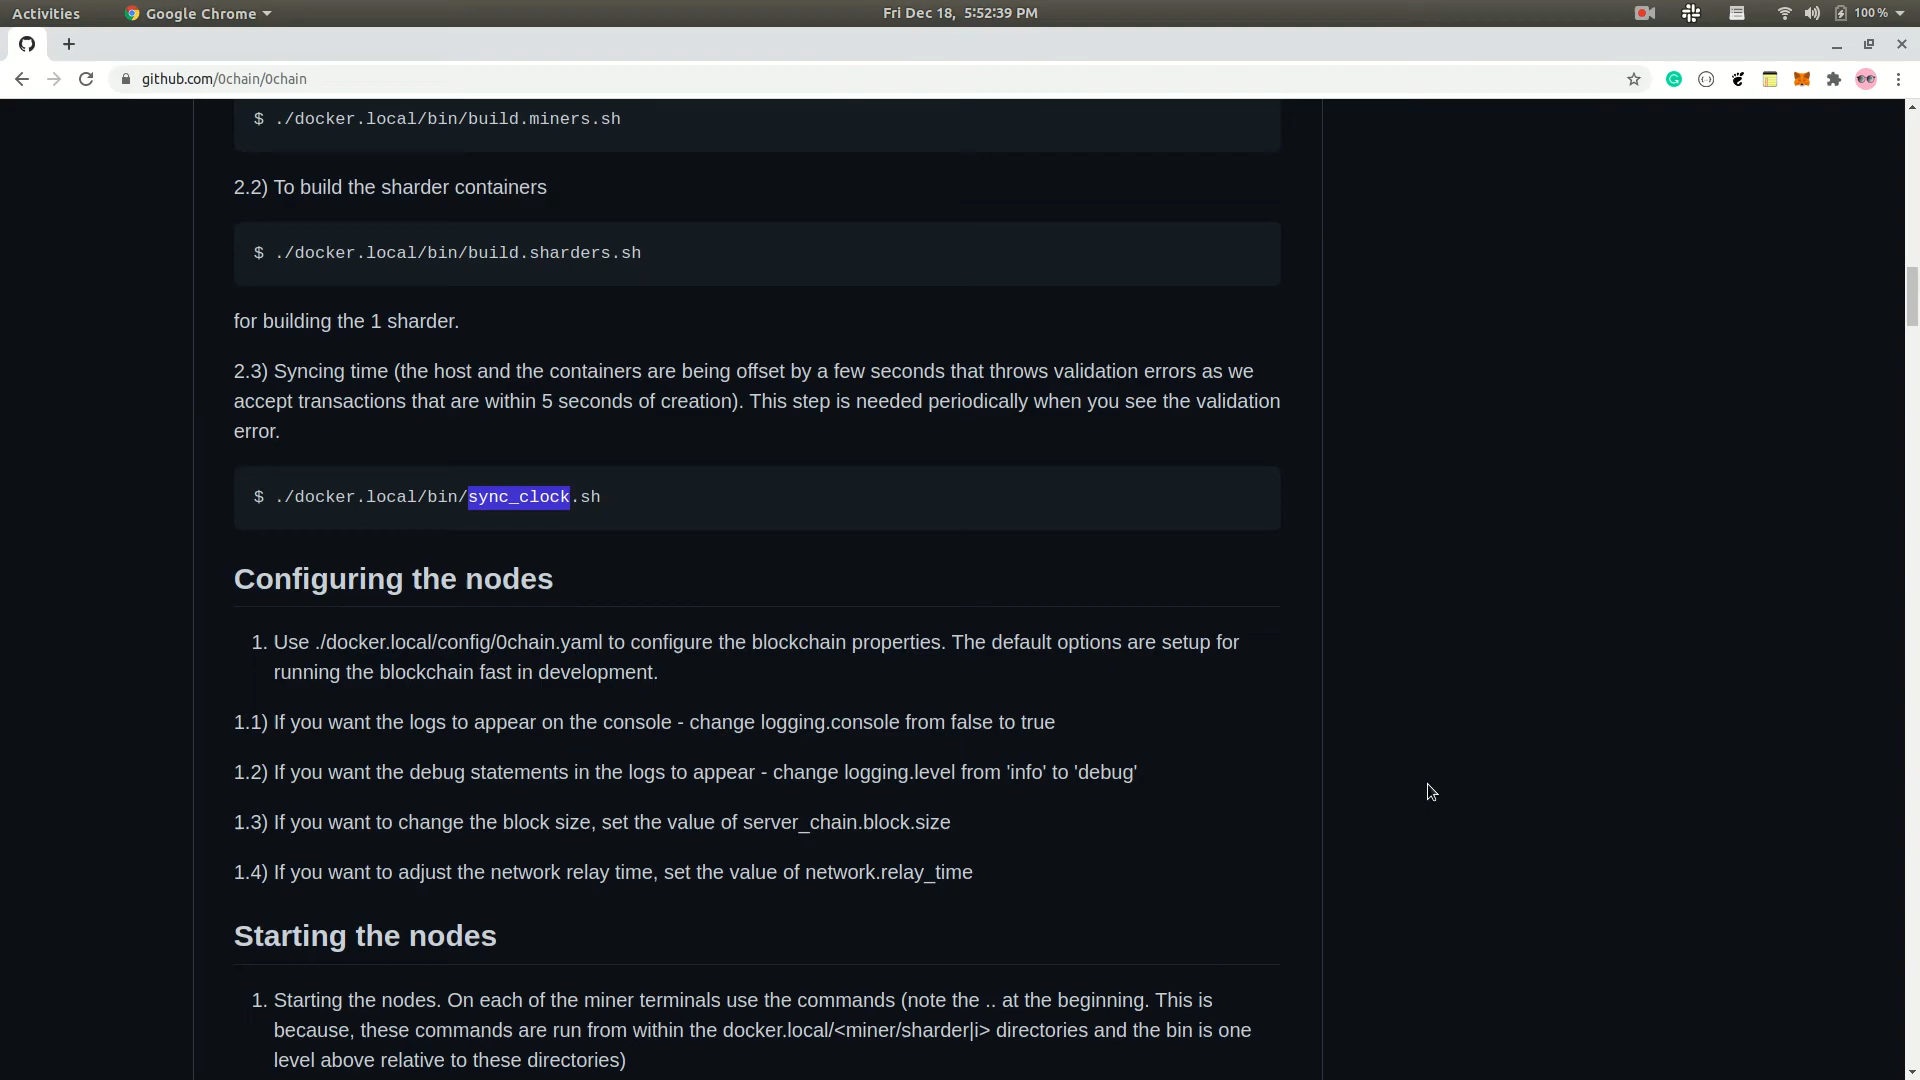 Activities
Google Chrome
Fri Dec 18, 5:52:39 PM
100 %
github.com/0chain/0chain
$ ./docker.local/bin/build.miners.sh
2.2) To build the sharder containers
$ ./docker.local/bin/build.sharders.sh
for building the 1 sharder.
2.3) Syncing time (the host and the containers are being offset by a few seconds that throws validation errors as we
accept transactions that are within 5 seconds of creation). This step is needed periodically when you see the validation
error.
$ ./docker.local/bin/sync_clock.sh
Configuring the nodes
1. Use ./docker.local/config/0chain.yaml to configure the blockchain properties. The default options are setup for
running the blockchain fast in development.
1.1) If you want the logs to appear on the console - change logging.console from false to true
1.2) If you want the debug statements in the logs to appear - change logging.level from 'info' to 'debug'
1.3) If you want to change the block size, set the value of server_chain.block.size
1.4) If you want to adjust the network relay time, set the value of network.relay_time
Starting the nodes
1. Starting the nodes. On each of the miner terminals use the commands (note the .. at the beginning. This is
because, these commands are run from within the docker.local/<miner/sharder|i> directories and the bin is one
level above relative to these directories)